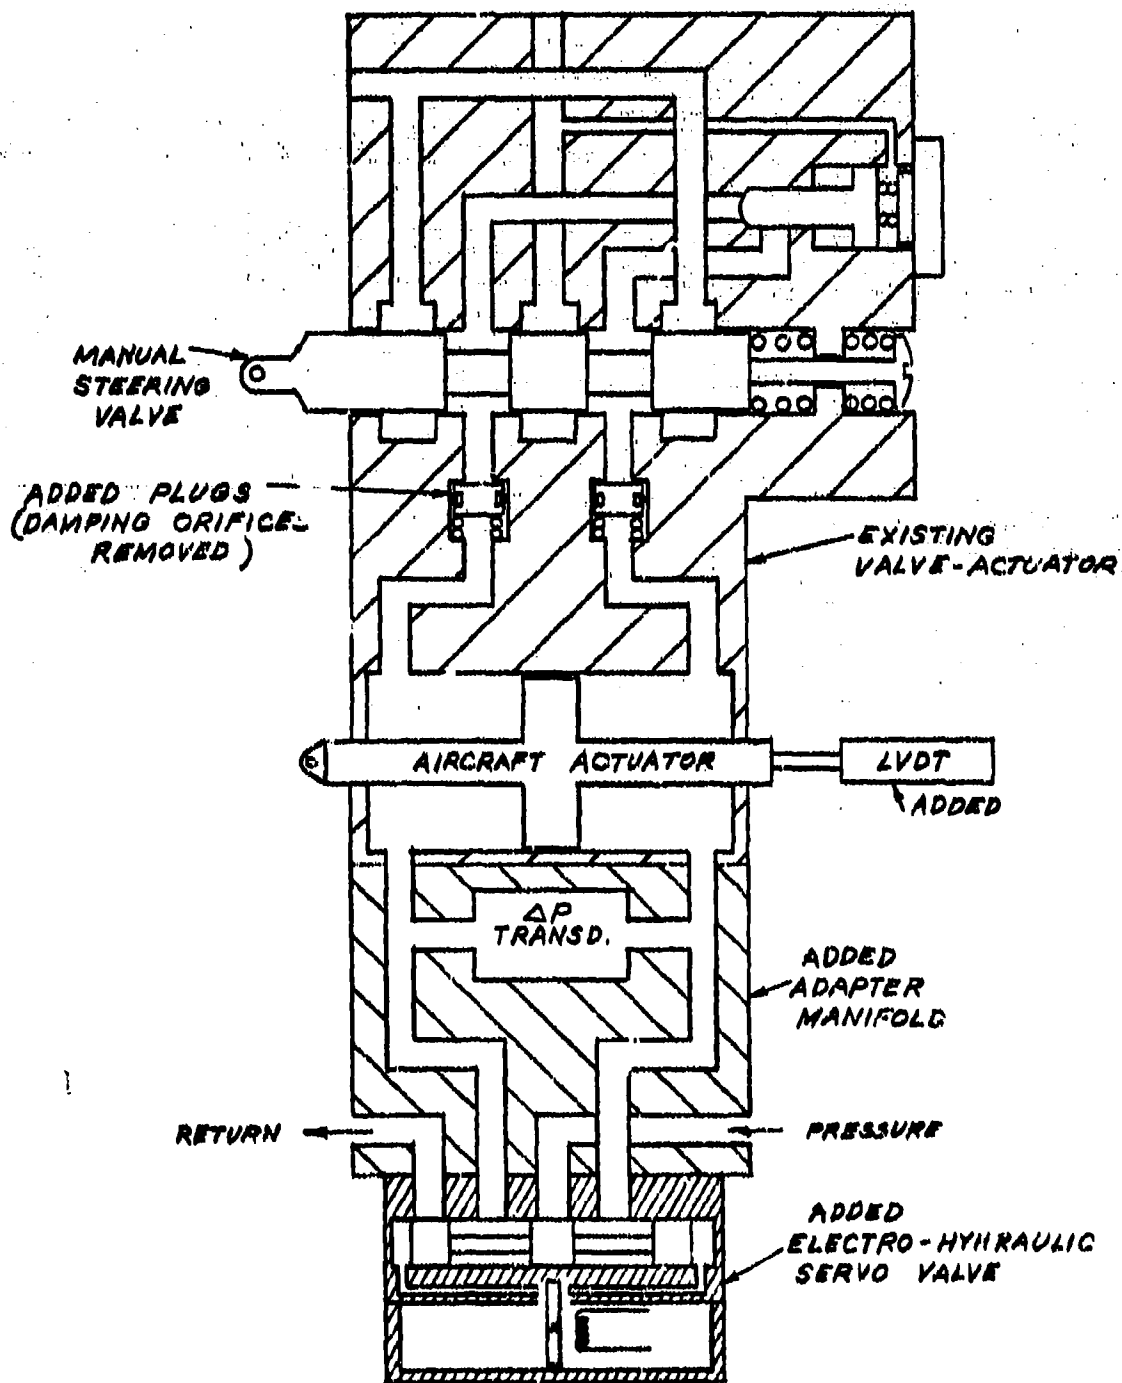 MANUAL
STEERING
VALVE
ADDED PLUGS
(DAMPING ORIFICE
REMOVED)
EXISTING
VALVE-ACTUATOR
AIRCRAFT ACTUATOR
LVDT
ADDED
ΔP
TRANSD.
ADDED
ADAPTER
MANIFOLD
RETURN
PRESSURE
ADDED
ELECTRO-HYDRAULIC
SERVO VALVE